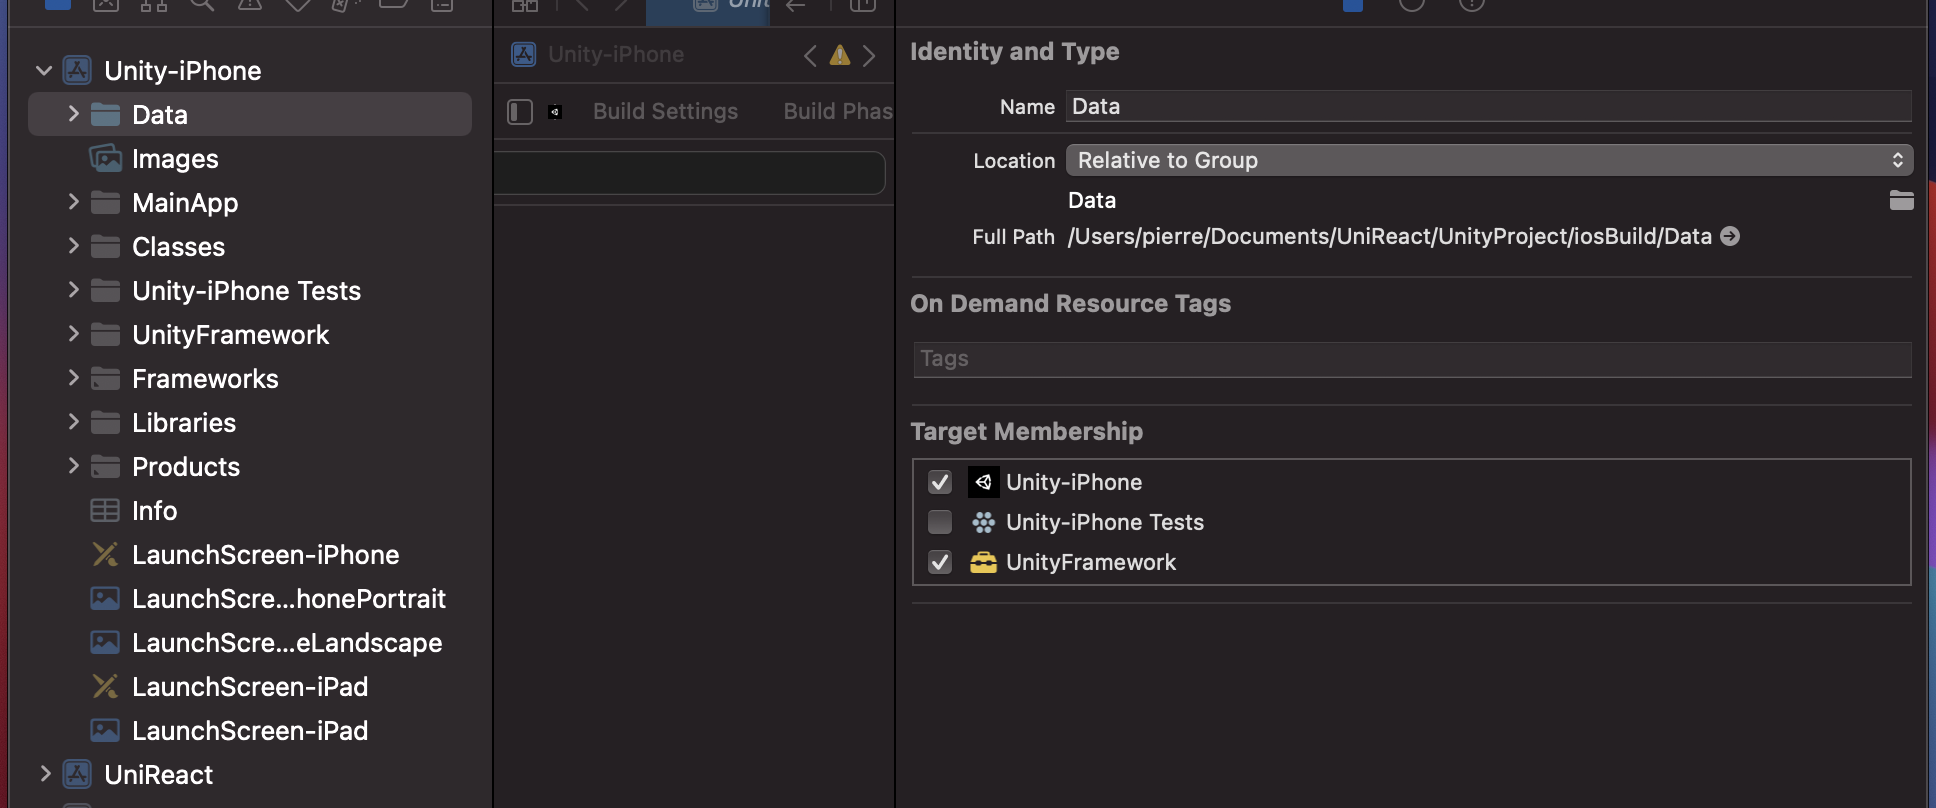 Unity-iPhone
Data
Images
MainApp
Classes
Unity-iPhone Tests
UnityFramework
Frameworks
Libraries
Products
Info
LaunchScreen-iPhone
LaunchScre...honePortrait
LaunchScre...eLandscape
LaunchScreen-iPad
LaunchScreen-iPad
UniReact
Unity-iPhone
Build Settings
Build Phas
Identity and Type
Name Data
Location Relative to Group
Data
Full Path /Users/pierre/Documents/UniReact/UnityProject/iosBuild/Data
On Demand Resource Tags
Tags
Target Membership
Unity-iPhone
Unity-iPhone Tests
UnityFramework